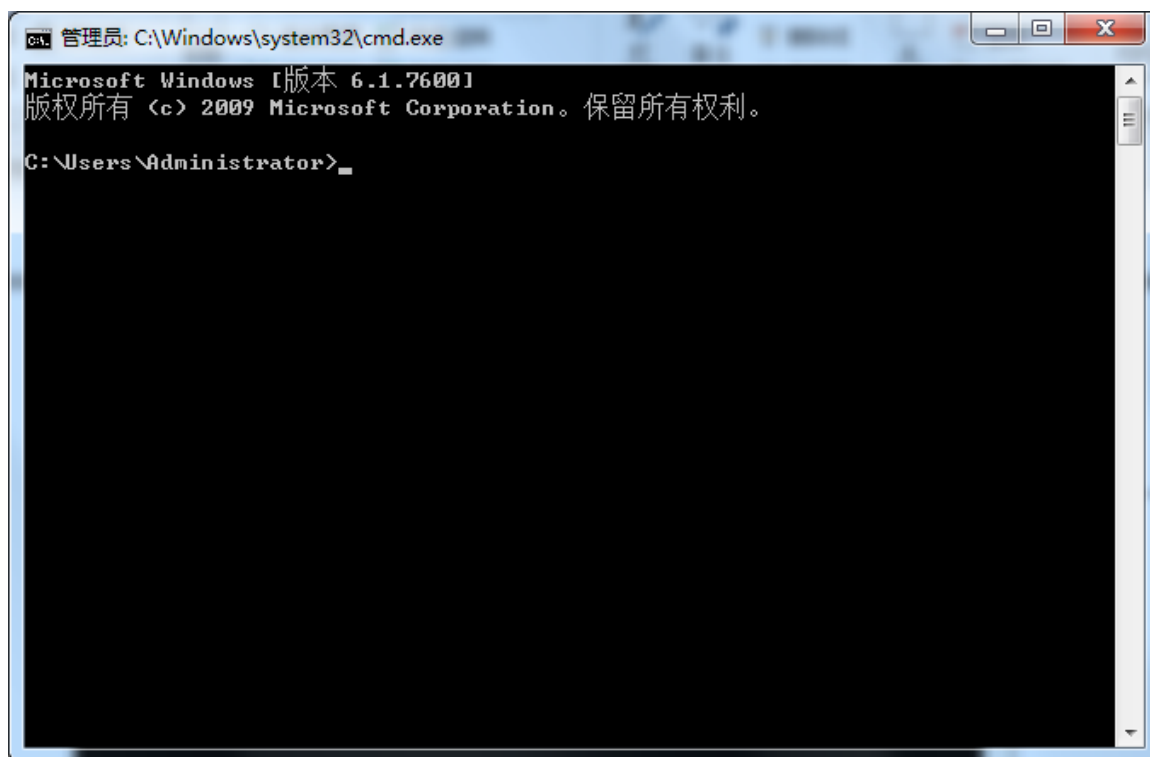 管理员: C:\Windows\system32\cmd.exe
Microsoft Windows [版本 6.1.7600]
版权所有 (c) 2009 Microsoft Corporation。保留所有权利。
C:\Users\Administrator>_